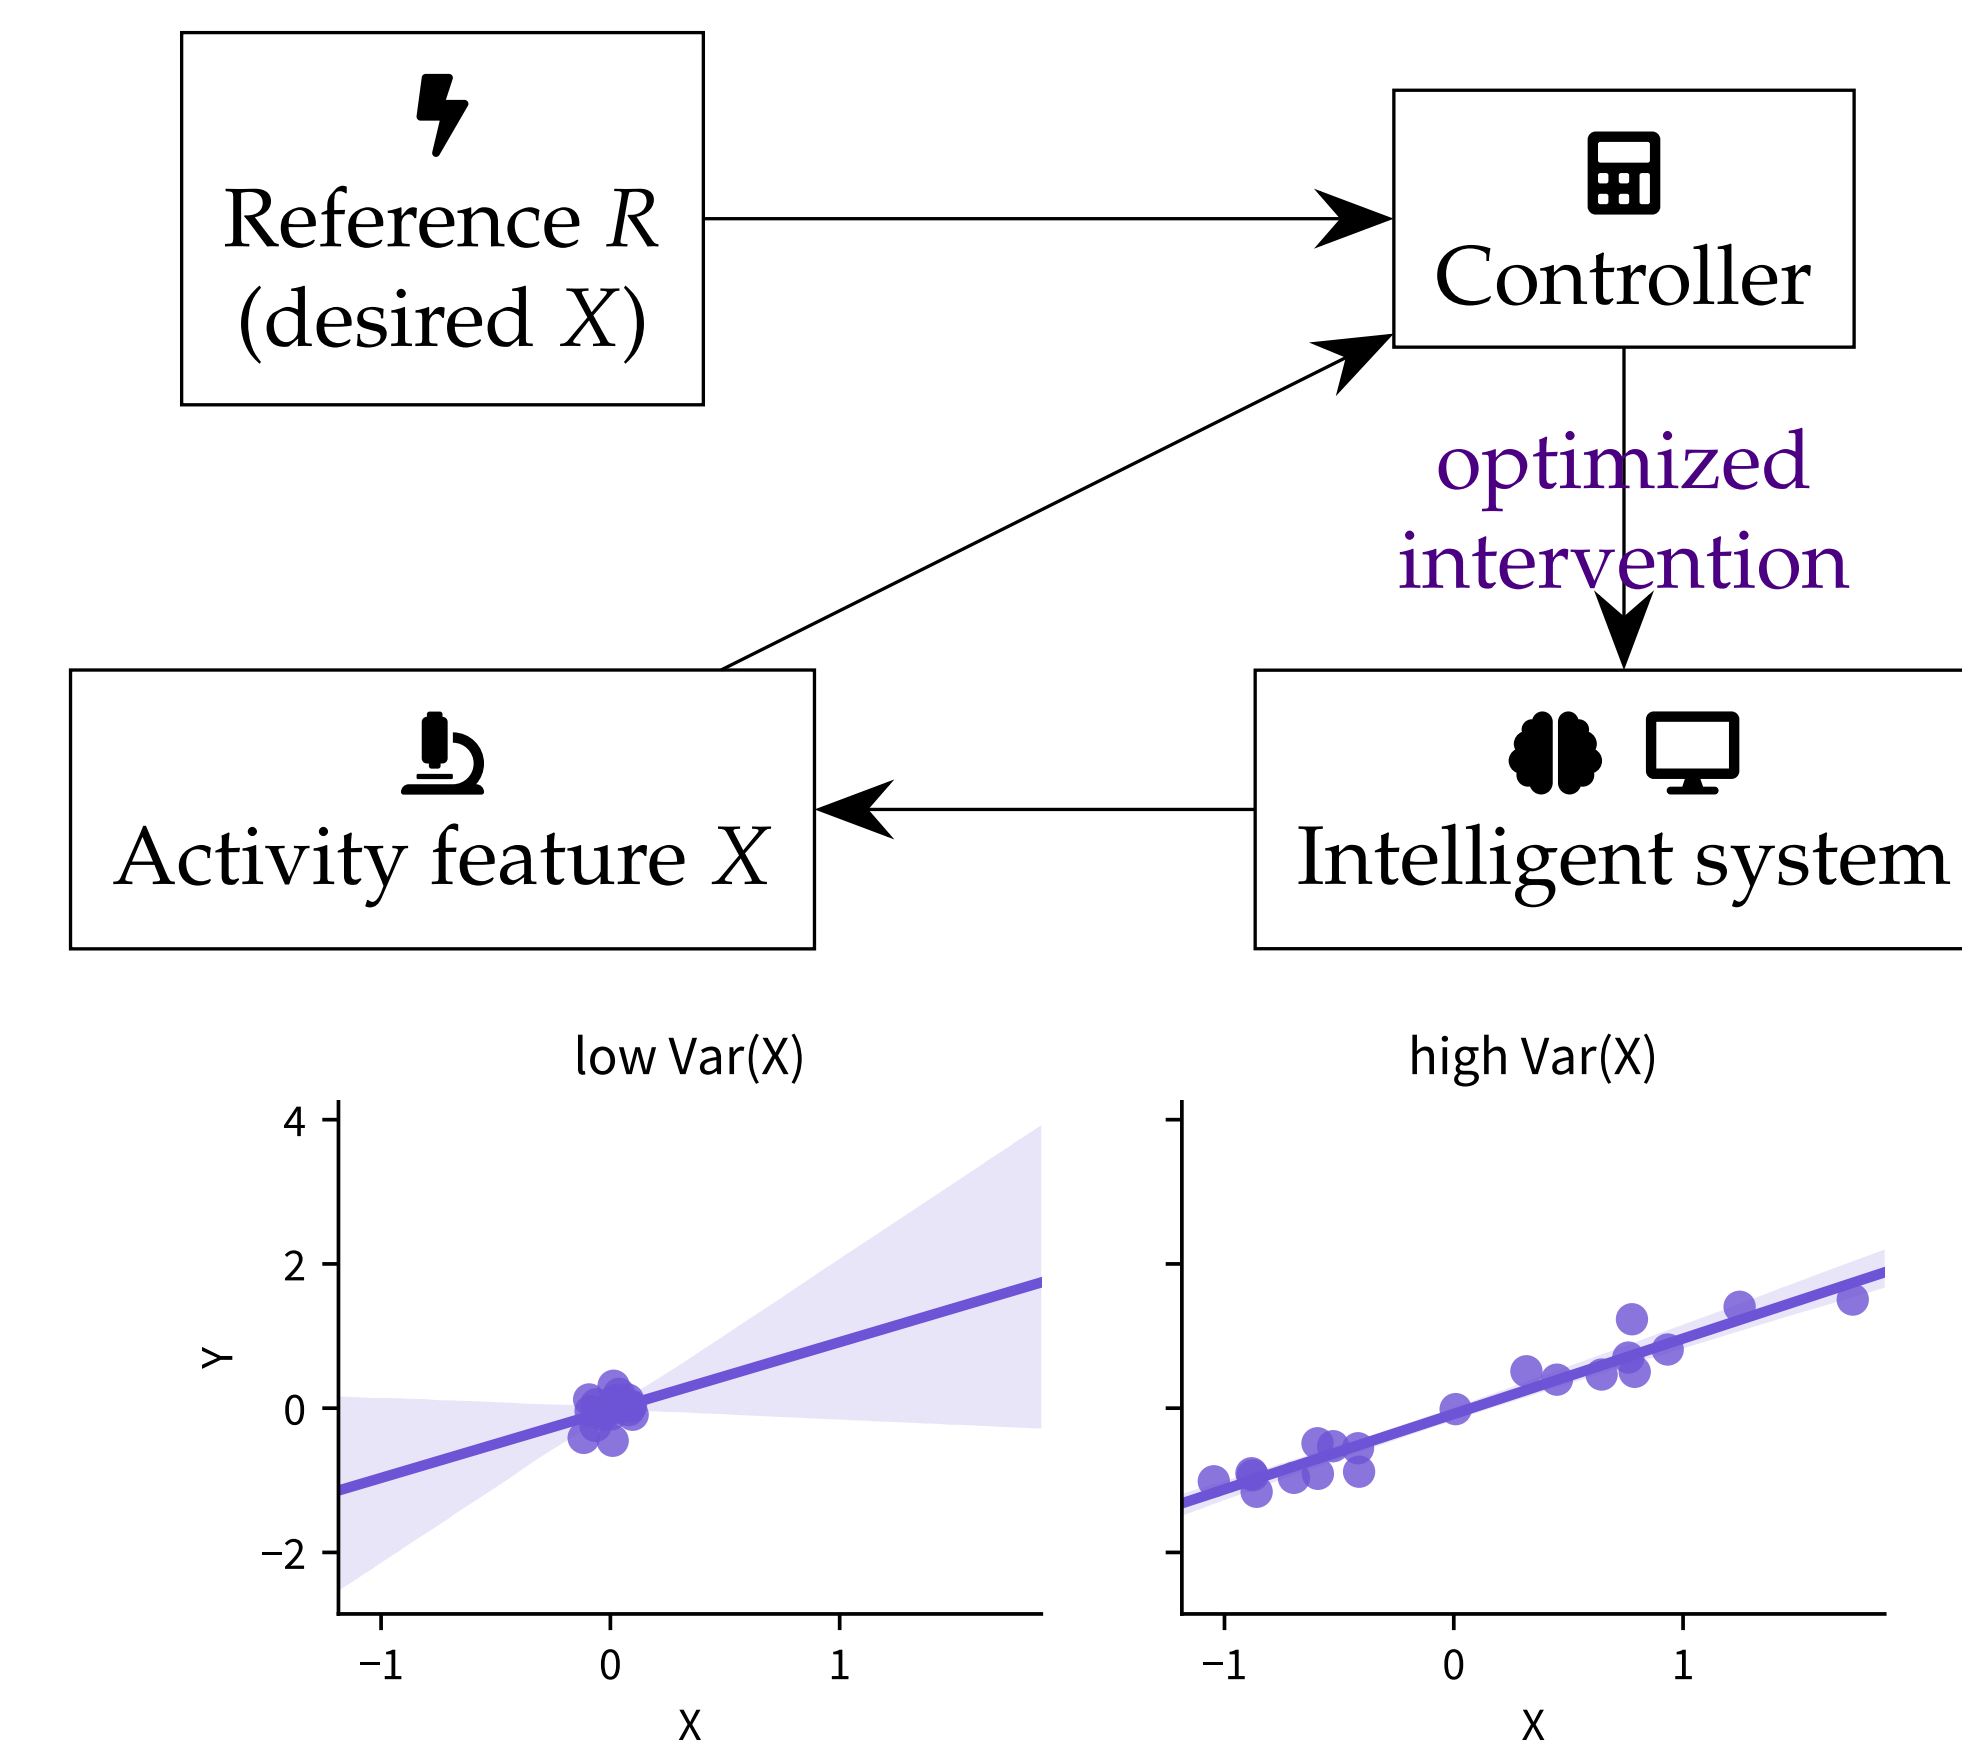 Reference R
(desired X)
Controller
optimized
intervention
Activity feature X
Intelligent system
low Var(X)
high Var(X)
4
2
0
−2
Y
−1 0 1
−1 0 1
X
X